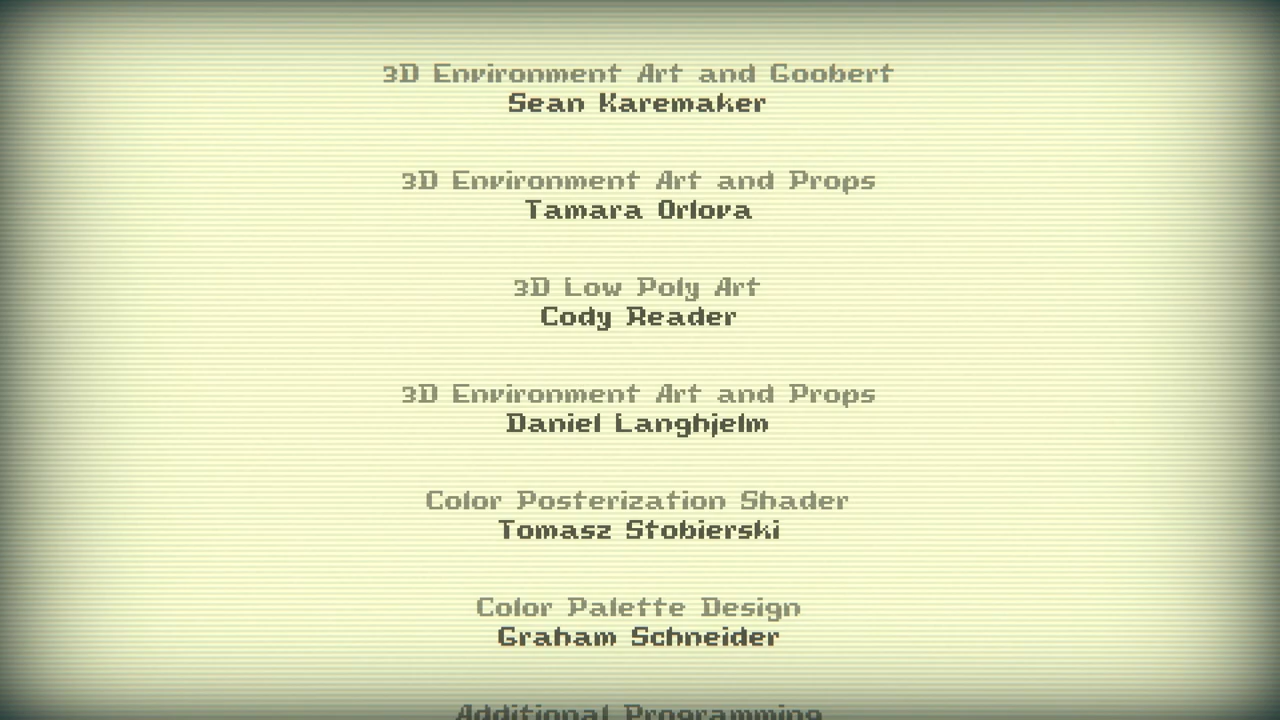 3D Environment Art and Goobert
Sean Karemaker
3D Environment Art and Props
Tamara Orlova
3D Low Poly Art
Cody Reader
3D Environment Art and Props
Daniel Langhjelm
Color Posterization Shader
Tomasz Stobierski
Color Palette Design
Graham Schneider
Additional Programming